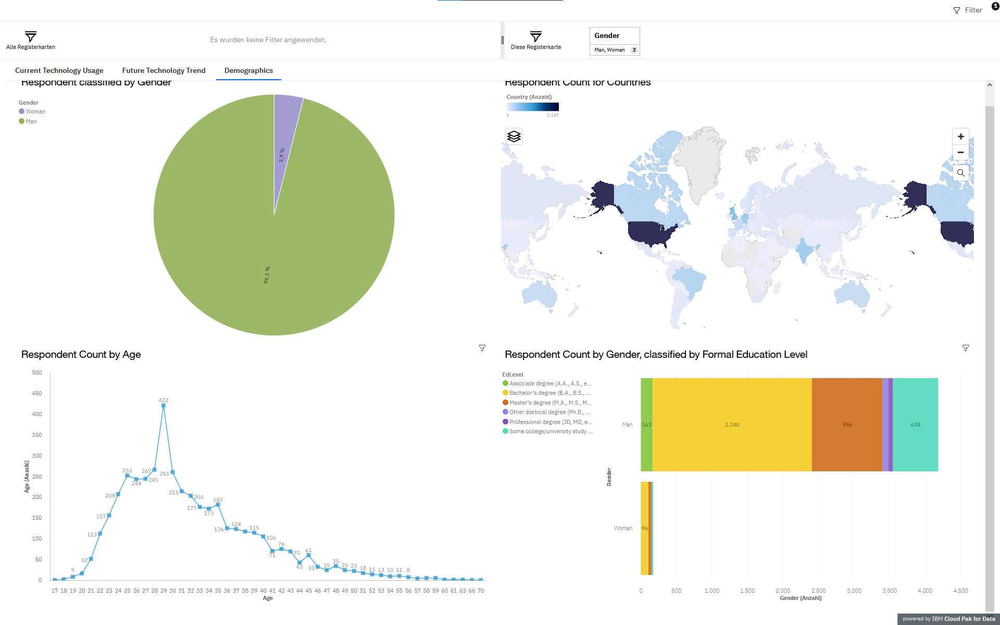 Filter
1
Alle Registerkarten
Es wurden keine Filter angewendet.
Diese Registerkarte
Gender
Man, Woman 2
Current Technology Usage
Future Technology Trend
Demographics
Respondent classified by Gender
Gender
Woman
Man
3,9 %
96,1 %
Respondent Count for Countries
Country (Anzahl)
1 1.117
Respondent Count by Age
Age (Anzahl)
500
450
400
350
300
250
200
150
100
50
0
9
52
113
157
208
253
244
267
245
422
261
215
204
177
173
183
126
124
115
106
71
76
70
43
61
33
25
35
25
23
18
15
13
10
11
8
17 18 19 20 21 22 23 24 25 26 27 28 29 30 31 32 33 34 35 36 37 38 39 40 41 42 43 44 45 46 47 48 49 50 51 52 53 54 55 56 57 58 59 60 61 63 66 70
Age
Respondent Count by Gender, classified by Formal Education Level
EdLevel
Associate degree (A.A., A.S., e...
Bachelor's degree (B.A., B.S., ...
Master's degree (M.A., M.S., M...
Other doctoral degree (Ph.D., ...
Professional degree (JD, MD, e...
Some college/university study ...
Gender
Man
163 2.240 996 638
Woman
96
0 500 1.000 1.500 2.000 2.500 3.000 3.500 4.000 4.500
Gender (Anzahl)
powered by IBM Cloud Pak for Data